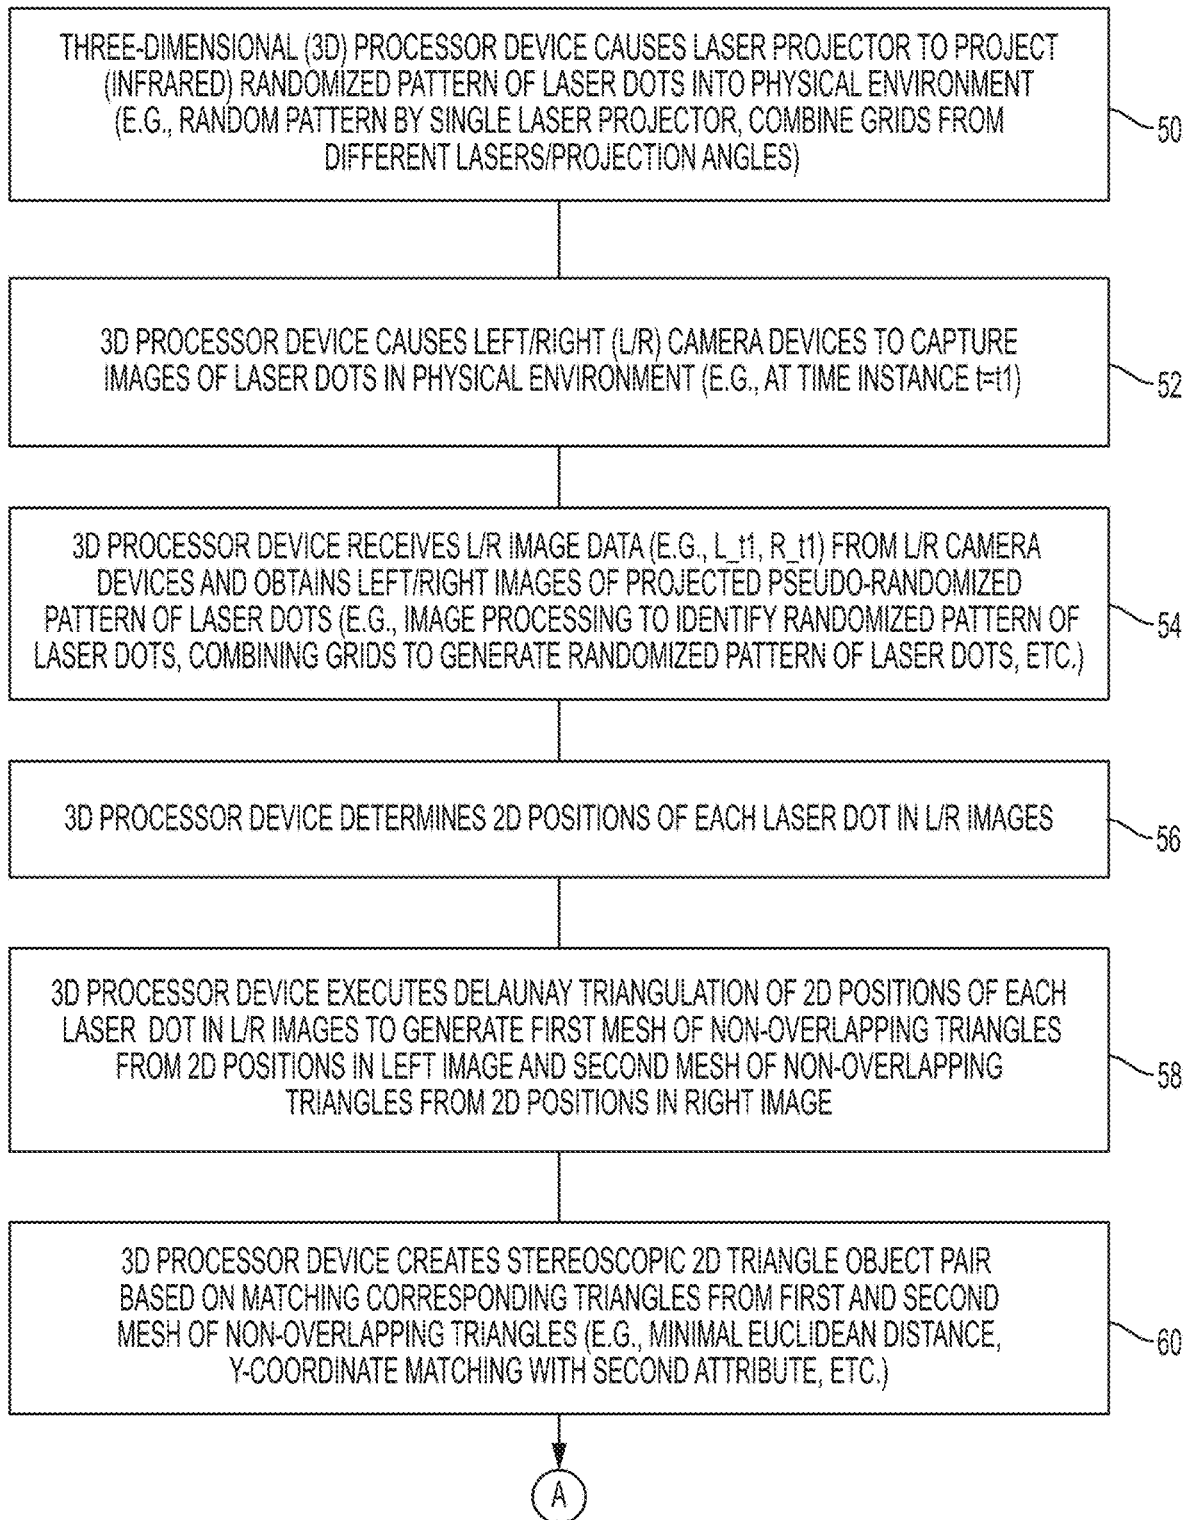 THREE-DIMENSIONAL (3D) PROCESSOR DEVICE CAUSES LASER PROJECTOR TO PROJECT
(INFRARED) RANDOMIZED PATTERN OF LASER DOTS INTO PHYSICAL ENVIRONMENT
(E.G., RANDOM PATTERN BY SINGLE LASER PROJECTOR, COMBINE GRIDS FROM
DIFFERENT LASERS/PROJECTION ANGLES)
50
3D PROCESSOR DEVICE CAUSES LEFT/RIGHT (L/R) CAMERA DEVICES TO CAPTURE
IMAGES OF LASER DOTS IN PHYSICAL ENVIRONMENT (E.G., AT TIME INSTANCE t=t1)
52
3D PROCESSOR DEVICE RECEIVES L/R IMAGE DATA (E.G., L_t1, R_t1) FROM L/R CAMERA
DEVICES AND OBTAINS LEFT/RIGHT IMAGES OF PROJECTED PSEUDO-RANDOMIZED
PATTERN OF LASER DOTS (E.G., IMAGE PROCESSING TO IDENTIFY RANDOMIZED PATTERN OF
LASER DOTS, COMBINING GRIDS TO GENERATE RANDOMIZED PATTERN OF LASER DOTS, ETC.)
54
3D PROCESSOR DEVICE DETERMINES 2D POSITIONS OF EACH LASER DOT IN L/R IMAGES
56
3D PROCESSOR DEVICE EXECUTES DELAUNAY TRIANGULATION OF 2D POSITIONS OF EACH
LASER DOT IN L/R IMAGES TO GENERATE FIRST MESH OF NON-OVERLAPPING TRIANGLES
FROM 2D POSITIONS IN LEFT IMAGE AND SECOND MESH OF NON-OVERLAPPING
TRIANGLES FROM 2D POSITIONS IN RIGHT IMAGE
58
3D PROCESSOR DEVICE CREATES STEREOSCOPIC 2D TRIANGLE OBJECT PAIR
BASED ON MATCHING CORRESPONDING TRIANGLES FROM FIRST AND SECOND
MESH OF NON-OVERLAPPING TRIANGLES (E.G., MINIMAL EUCLIDEAN DISTANCE,
Y-COORDINATE MATCHING WITH SECOND ATTRIBUTE, ETC.)
60
A